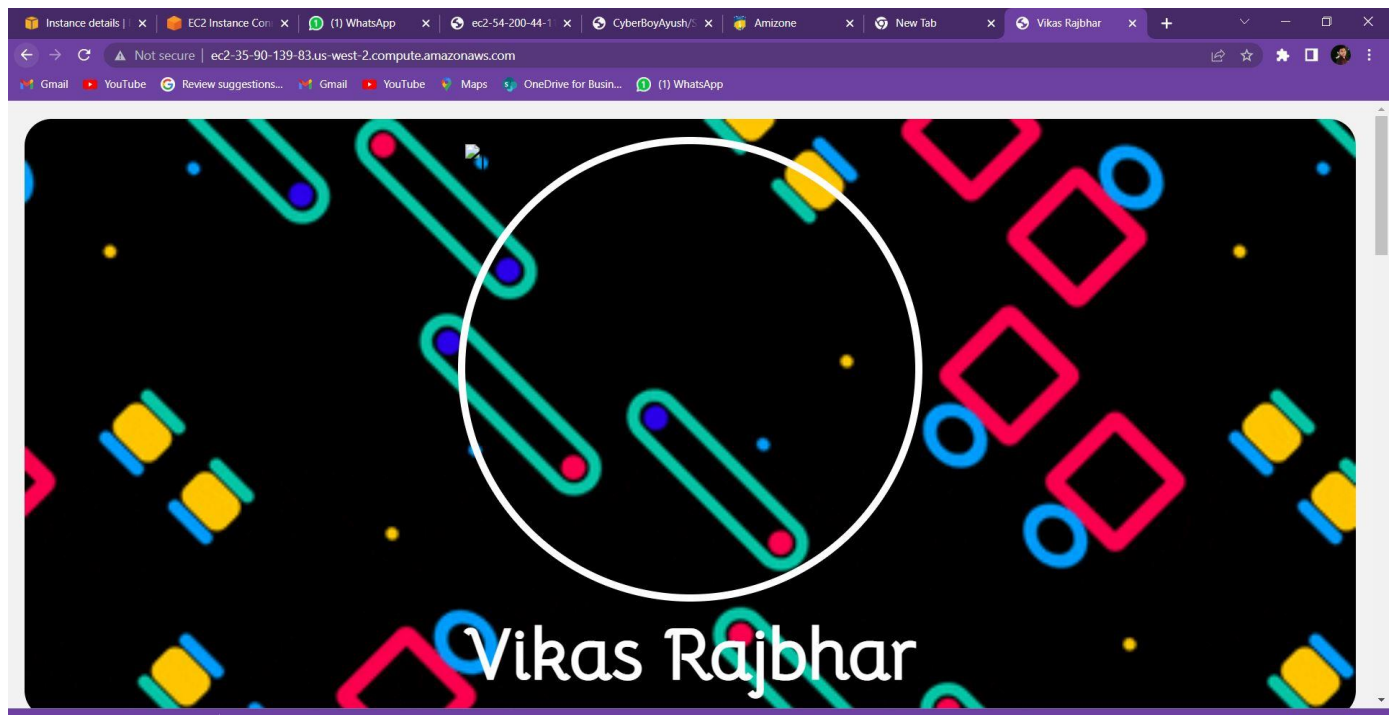 Instance details |
EC2 Instance Con
(1) WhatsApp
ec2-54-200-44-1
CyberBoyAyush/S
Amizone
New Tab
Vikas Rajbhar
Not secure | ec2-35-90-139-83.us-west-2.compute.amazonaws.com
Gmail YouTube Review suggestions... Gmail YouTube Maps OneDrive for Busin... (1) WhatsApp
Vikas Rajbhar